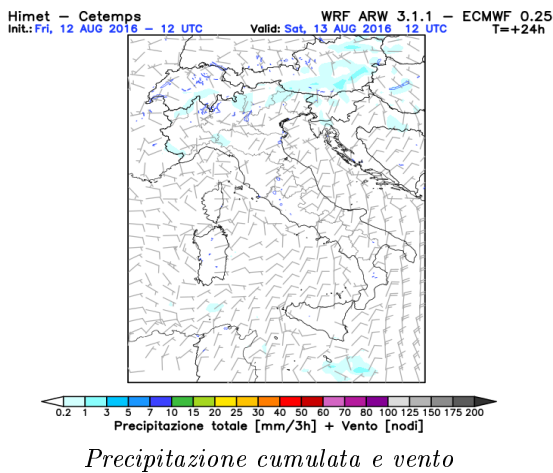 Himet – Cetemps WRF ARW 3.1.1 – ECMWF 0.25
Init.: Fri, 12 AUG 2016 – 12 UTC Valid: Sat, 13 AUG 2016 12 UTC T=+24h
0.2 1 3 5 7 10 15 20 25 30 40 50 60 70 80 100 125 150 175 200
Precipitazione totale [mm/3h] + Vento [nodi]
Precipitazione cumulata e vento